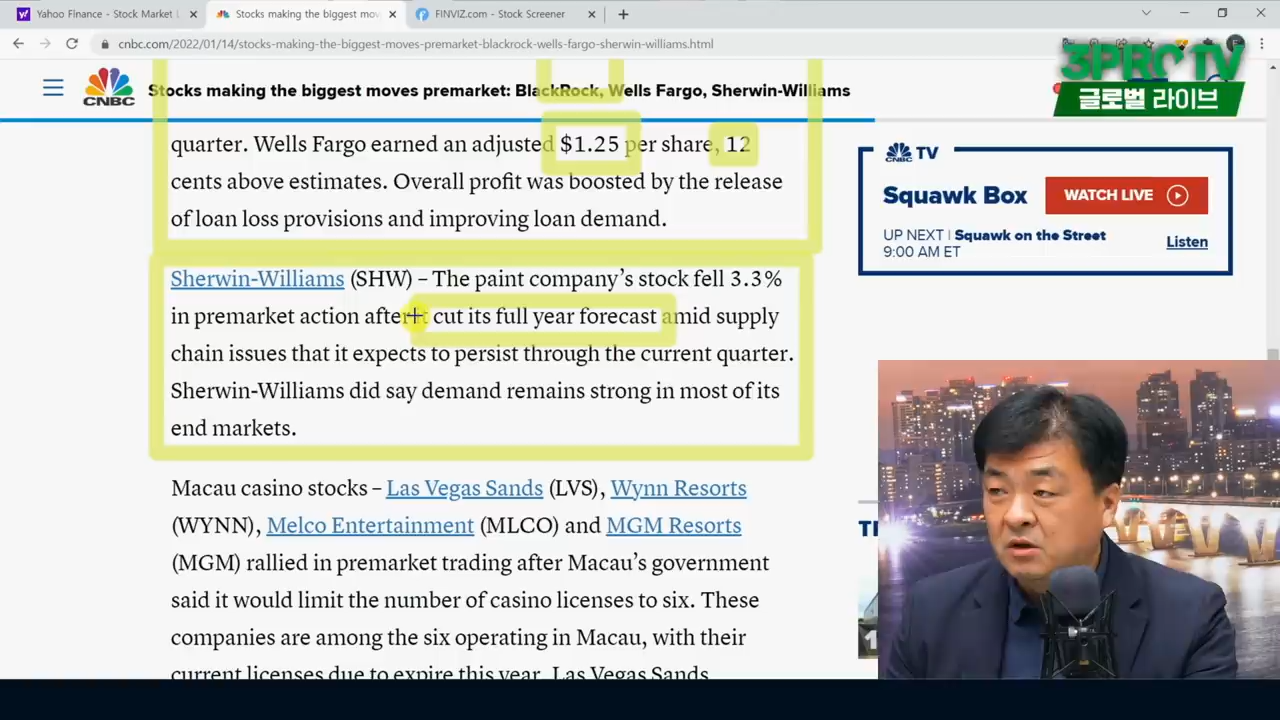 Yahoo Finance - Stock Market L
Stocks making the biggest mov
FINVIZ.com - Stock Screener
cnbc.com/2022/01/14/stocks-making-the-biggest-moves-premarket-blackrock-wells-fargo-sherwin-williams.html
3PRO TV
글로벌 라이브
CNBC
Stocks making the biggest moves premarket: BlackRock, Wells Fargo, Sherwin-Williams
quarter. Wells Fargo earned an adjusted $1.25 per share, 12
cents above estimates. Overall profit was boosted by the release
of loan loss provisions and improving loan demand.
Sherwin-Williams (SHW) – The paint company’s stock fell 3.3%
in premarket action after it cut its full year forecast amid supply
chain issues that it expects to persist through the current quarter.
Sherwin-Williams did say demand remains strong in most of its
end markets.
Macau casino stocks – Las Vegas Sands (LVS), Wynn Resorts
(WYNN), Melco Entertainment (MLCO) and MGM Resorts
(MGM) rallied in premarket trading after Macau’s government
said it would limit the number of casino licenses to six. These
companies are among the six operating in Macau, with their
current licenses due to expire this year. Las Vegas Sands,
CNBC TV
Squawk Box
WATCH LIVE
UP NEXT | Squawk on the Street
9:00 AM ET
Listen